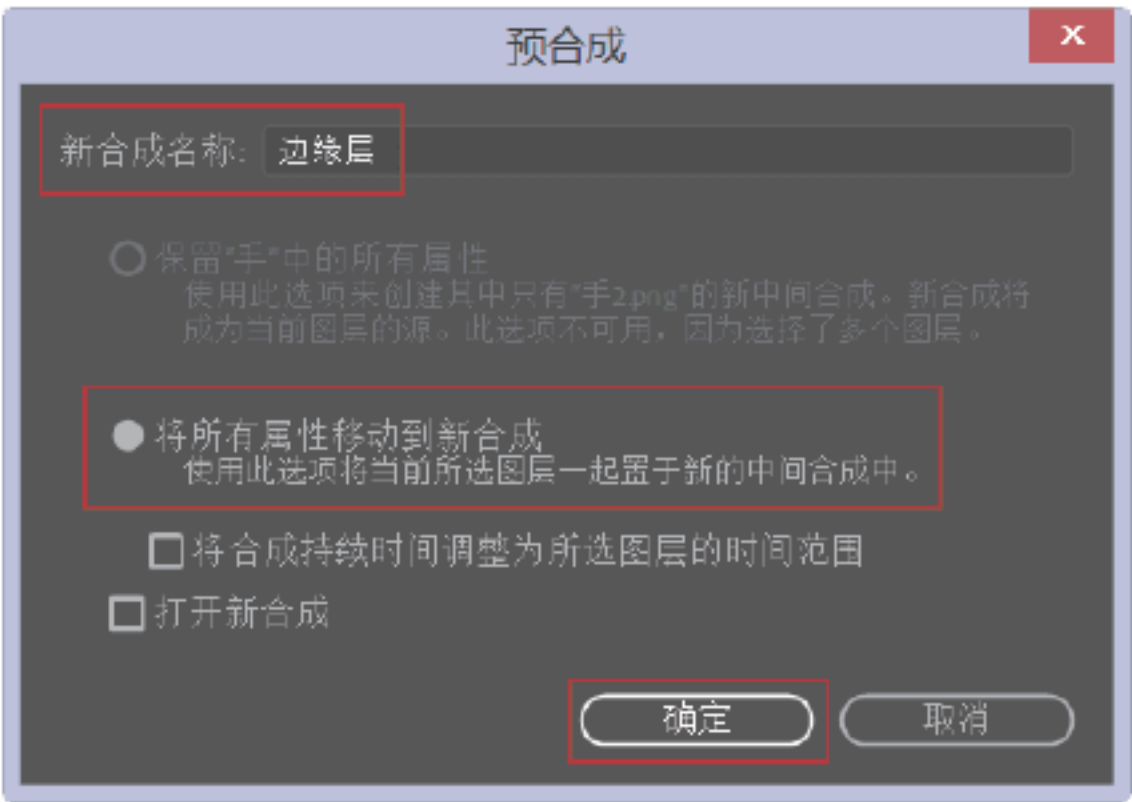 预合成
x
新合成名称: 边缘层
保留"手"中的所有属性
使用此选项来创建其中只有"手2.png"的新中间合成。新合成将
成为当前图层的源。此选项不可用，因为选择了多个图层。
将所有属性移动到新合成
使用此选项将当前所选图层一起置于新的中间合成中。
将合成持续时间调整为所选图层的时间范围
打开新合成
确定 取消